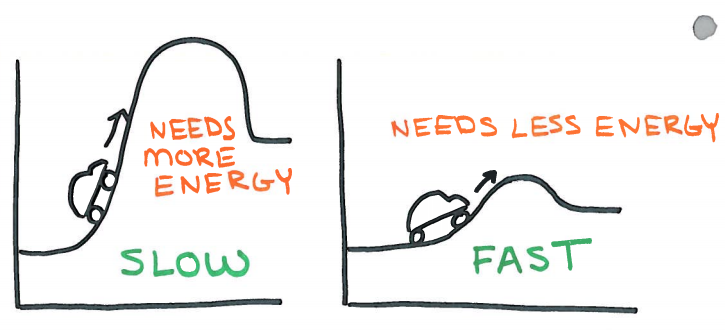 NEEDS
MORE
ENERGY
SLOW
NEEDS LESS ENERGY
FAST